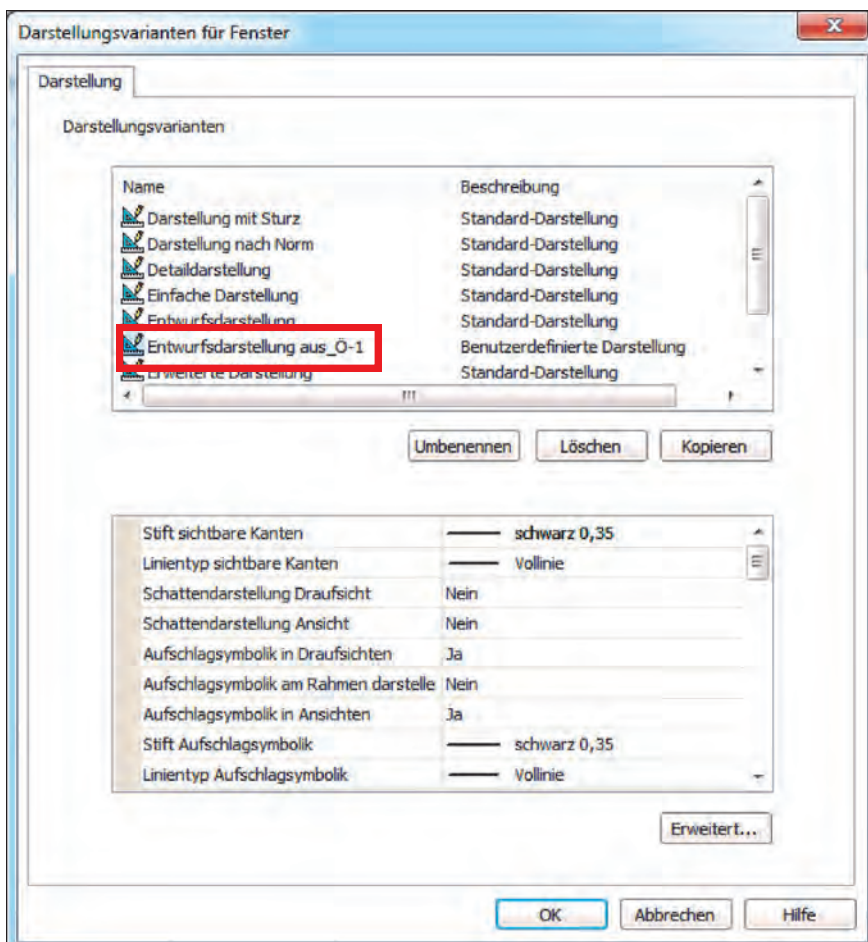 Darstellungsvarianten für Fenster
Darstellung
Darstellungsvarianten
Name Beschreibung
Darstellung mit Sturz Standard-Darstellung
Darstellung nach Norm Standard-Darstellung
Detaildarstellung Standard-Darstellung
Einfache Darstellung Standard-Darstellung
Entwurfsdarstellung Standard-Darstellung
Entwurfsdarstellung aus_Ö-1 Benutzerdefinierte Darstellung
Erweiterte Darstellung Standard-Darstellung
Umbenennen Löschen Kopieren
Stift sichtbare Kanten schwarz 0,35
Linientyp sichtbare Kanten Vollinie
Schattendarstellung Draufsicht Nein
Schattendarstellung Ansicht Nein
Aufschlagsymbolik in Draufsichten Ja
Aufschlagsymbolik am Rahmen darstelle Nein
Aufschlagsymbolik in Ansichten Ja
Stift Aufschlagsymbolik schwarz 0,35
Linientyp Aufschlagsymbolik Vollinie
Erweitert...
OK Abbrechen Hilfe